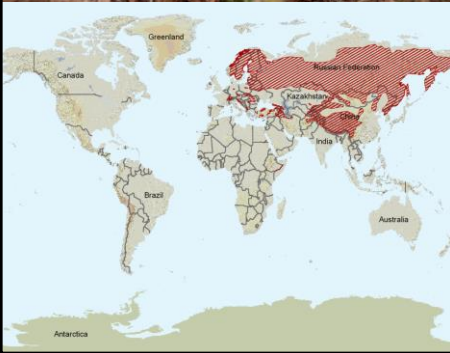 Greenland
Russian Federation
Canada
Kazakhstan
China
India
Brazil
Australia
Antarctica